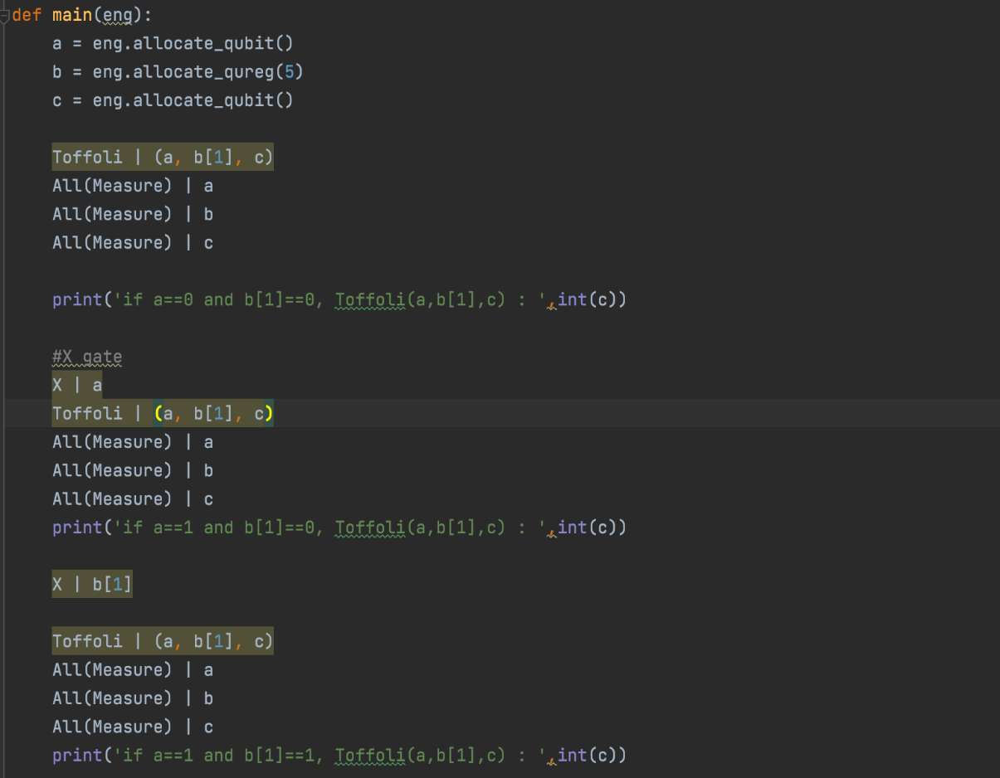 def main(eng):
    a = eng.allocate_qubit()
    b = eng.allocate_qureg(5)
    c = eng.allocate_qubit()
    Toffoli | (a, b[1], c)
    All(Measure) | a
    All(Measure) | b
    All(Measure) | c
    print('if a==0 and b[1]==0, Toffoli(a,b[1],c) : ',int(c))
    #X gate
    X | a
    Toffoli | (a, b[1], c)
    All(Measure) | a
    All(Measure) | b
    All(Measure) | c
    print('if a==1 and b[1]==0, Toffoli(a,b[1],c) : ',int(c))
    X | b[1]
    Toffoli | (a, b[1], c)
    All(Measure) | a
    All(Measure) | b
    All(Measure) | c
    print('if a==1 and b[1]==1, Toffoli(a,b[1],c) : ',int(c))